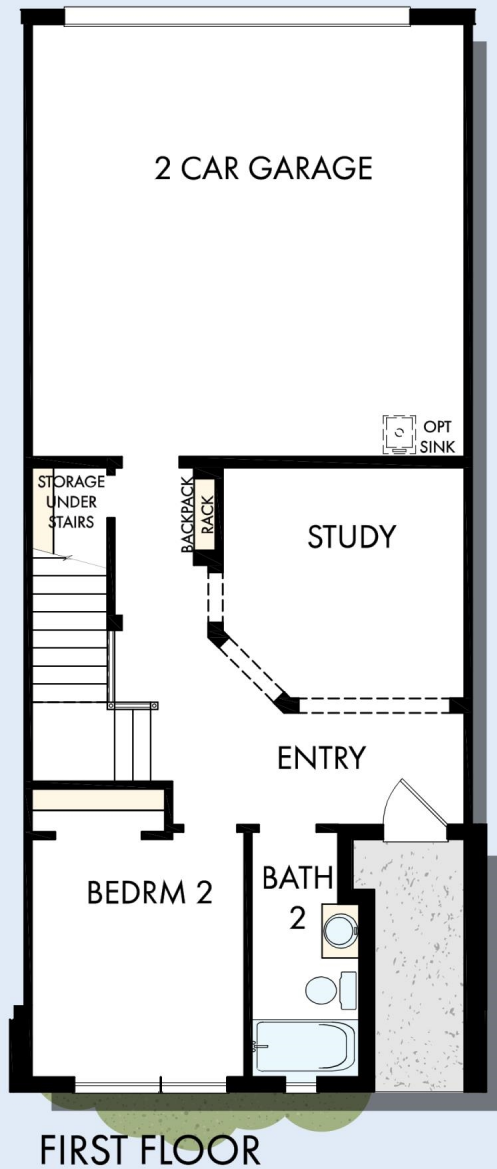 2 CAR GARAGE
OPT
SINK
STORAGE
UNDER
STAIRS
BACKPACK
RACK
STUDY
ENTRY
BEDRM 2
BATH
2
FIRST FLOOR